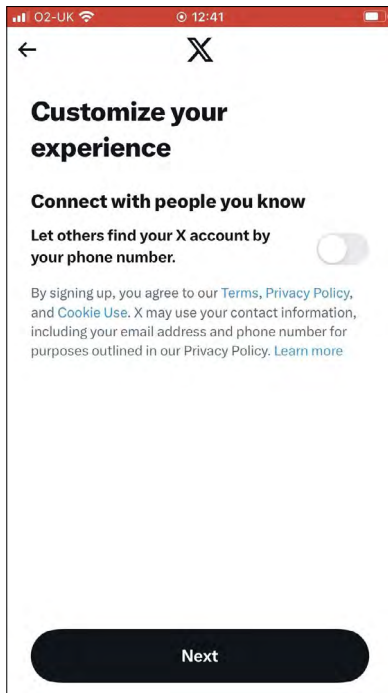 O2-UK 12:41
X
Customize your
experience
Connect with people you know
Let others find your X account by
your phone number.
By signing up, you agree to our Terms, Privacy Policy,
and Cookie Use. X may use your contact information,
including your email address and phone number for
purposes outlined in our Privacy Policy. Learn more
Next